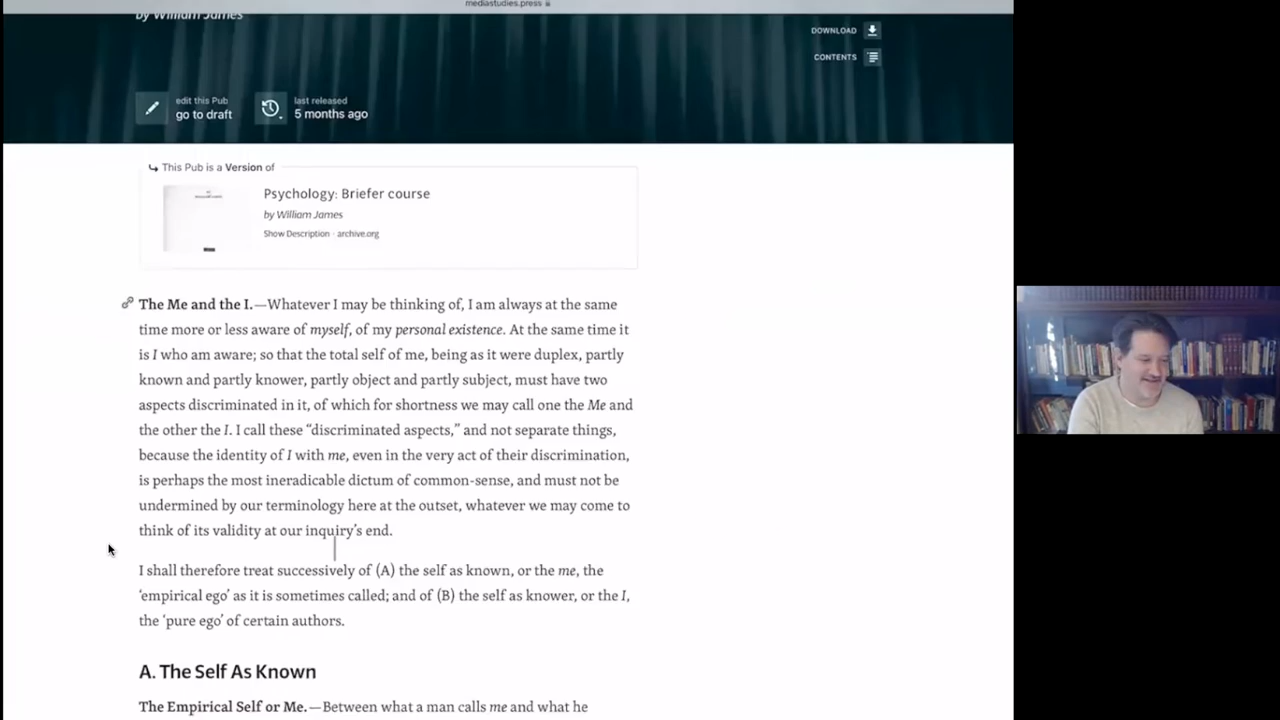 mediastudies.press
by William James
DOWNLOAD
CONTENTS
edit this Pub
go to draft
last released
5 months ago
This Pub is a Version of
Psychology: Briefer course
by William James
Show Description · archive.org
The Me and the I.—Whatever I may be thinking of, I am always at the same
time more or less aware of myself, of my personal existence. At the same time it
is I who am aware; so that the total self of me, being as it were duplex, partly
known and partly knower, partly object and partly subject, must have two
aspects discriminated in it, of which for shortness we may call one the Me and
the other the I. I call these “discriminated aspects,” and not separate things,
because the identity of I with me, even in the very act of their discrimination,
is perhaps the most ineradicable dictum of common-sense, and must not be
undermined by our terminology here at the outset, whatever we may come to
think of its validity at our inquiry’s end.
I shall therefore treat successively of (A) the self as known, or the me, the
‘empirical ego’ as it is sometimes called; and of (B) the self as knower, or the I,
the ‘pure ego’ of certain authors.
A. The Self As Known
The Empirical Self or Me.—Between what a man calls me and what he